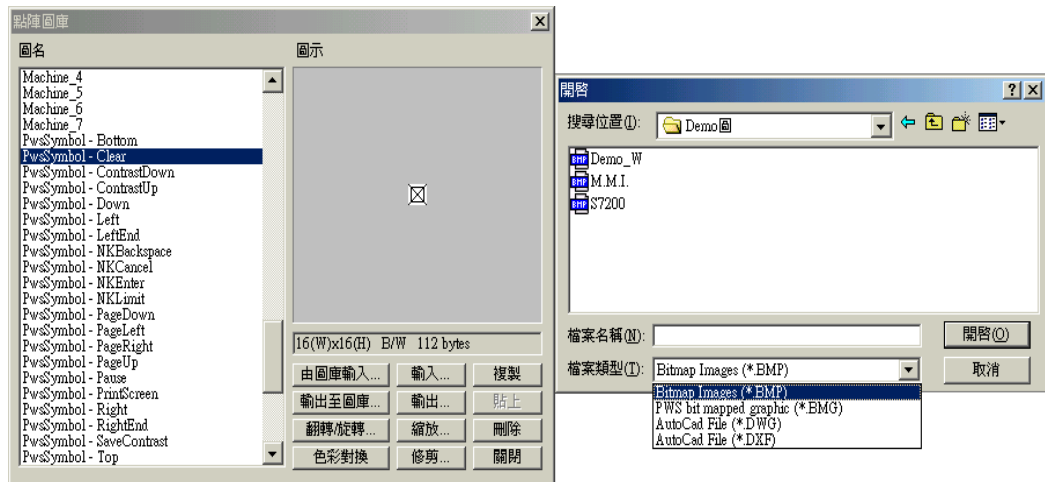 點陣圖庫
圖名
圖示
Machine_4
Machine_5
Machine_6
Machine_7
PwsSymbol - Bottom
PwsSymbol - Clear
PwsSymbol - ContrastDown
PwsSymbol - ContrastUp
PwsSymbol - Down
PwsSymbol - Left
PwsSymbol - LeftEnd
PwsSymbol - NKBackspace
PwsSymbol - NKCancel
PwsSymbol - NKEnter
PwsSymbol - NKLimit
PwsSymbol - PageDown
PwsSymbol - PageLeft
PwsSymbol - PageRight
PwsSymbol - PageUp
PwsSymbol - Pause
PwsSymbol - PrintScreen
PwsSymbol - Right
PwsSymbol - RightEnd
PwsSymbol - SaveContrast
PwsSymbol - Top
16(W)x16(H) B/W 112 bytes
由圖庫輸入... 輸入... 複製
輸出至圖庫... 輸出... 貼上
翻轉/旋轉... 縮放... 刪除
色彩對換 修剪... 關閉
開啓
搜尋位置(I): Demo圖
Demo_W
M.M.I.
S7200
檔案名稱(N): 開啓(O)
檔案類型(T): Bitmap Images (*.BMP) 取消
Bitmap Images (*.BMP)
PWS bit mapped graphic (*.BMG)
AutoCad File (*.DWG)
AutoCad File (*.DXF)